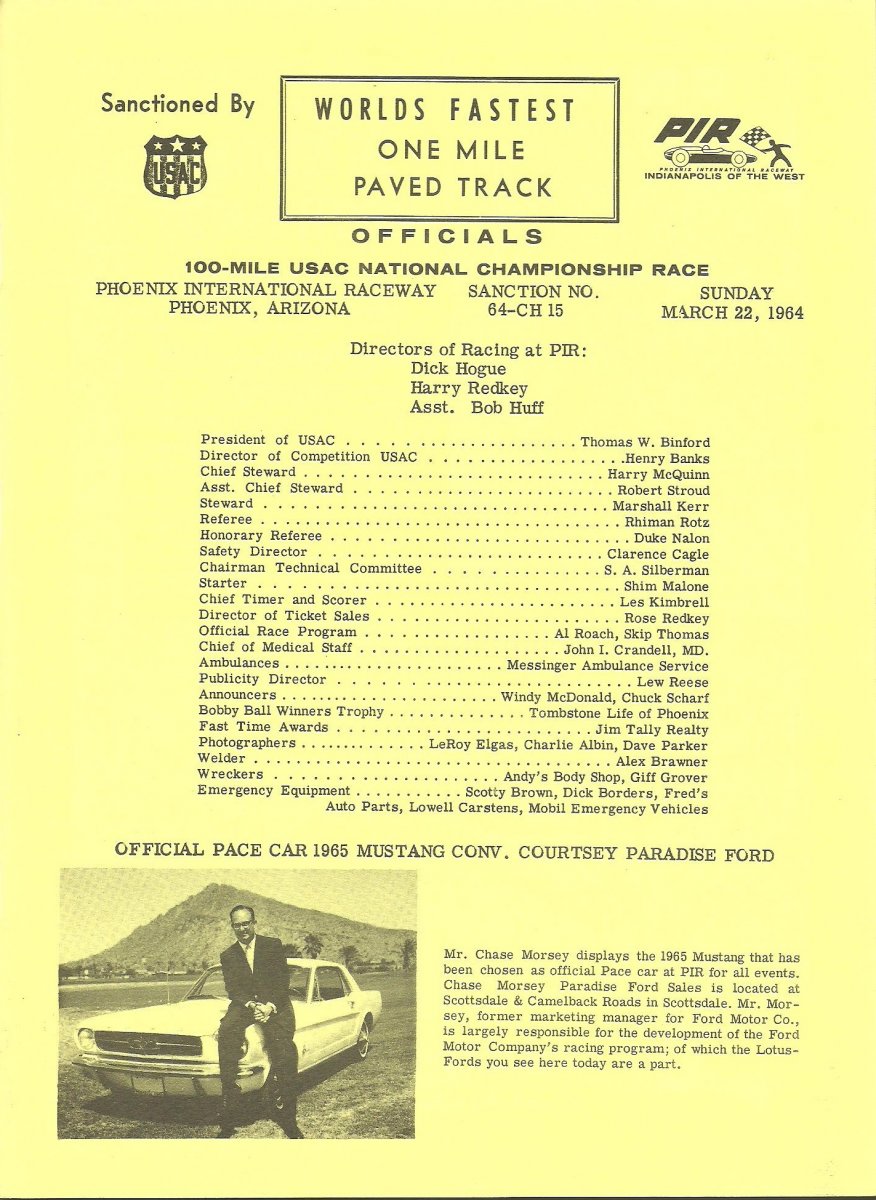 Sanctioned By
USAC
WORLDS FASTEST
ONE MILE
PAVED TRACK
PIR
PHOENIX INTERNATIONAL RACEWAY
INDIANAPOLIS OF THE WEST
OFFICIALS
100-MILE USAC NATIONAL CHAMPIONSHIP RACE
PHOENIX INTERNATIONAL RACEWAY SANCTION NO. SUNDAY
PHOENIX, ARIZONA 64-CH 15 MARCH 22, 1964
Directors of Racing at PIR:
Dick Hogue
Harry Redkey
Asst. Bob Huff
President of USAC . . . . . . . . . . . . . . . . . . . . . Thomas W. Binford
Director of Competition USAC . . . . . . . . . . . . . . . . . . .Henry Banks
Chief Steward . . . . . . . . . . . . . . . . . . . . . . . . . . . Harry McQuinn
Asst. Chief Steward . . . . . . . . . . . . . . . . . . . . . . . . Robert Stroud
Steward . . . . . . . . . . . . . . . . . . . . . . . . . . . . . . . Marshall Kerr
Referee . . . . . . . . . . . . . . . . . . . . . . . . . . . . . . . . Rhiman Rotz
Honorary Referee . . . . . . . . . . . . . . . . . . . . . . . . . . . Duke Nalon
Safety Director . . . . . . . . . . . . . . . . . . . . . . . . . . Clarence Cagle
Chairman Technical Committee . . . . . . . . . . . . . . . S. A. Silberman
Starter . . . . . . . . . . . . . . . . . . . . . . . . . . . . . . . . Shim Malone
Chief Timer and Scorer . . . . . . . . . . . . . . . . . . . . . . Les Kimbrell
Director of Ticket Sales . . . . . . . . . . . . . . . . . . . . . . Rose Redkey
Official Race Program . . . . . . . . . . . . . . . . . Al Roach, Skip Thomas
Chief of Medical Staff . . . . . . . . . . . . . . . . . . John I. Crandell, MD.
Ambulances . . . . . . . . . . . . . . . . . . . . . . Messinger Ambulance Service
Publicity Director . . . . . . . . . . . . . . . . . . . . . . . . . . . Lew Reese
Announcers . . . . . . . . . . . . . . . . . . . . Windy McDonald, Chuck Scharf
Bobby Ball Winners Trophy . . . . . . . . . . . . . Tombstone Life of Phoenix
Fast Time Awards . . . . . . . . . . . . . . . . . . . . . . . Jim Tally Realty
Photographers . . . . . . . . . . . . . LeRoy Elgas, Charlie Albin, Dave Parker
Welder . . . . . . . . . . . . . . . . . . . . . . . . . . . . . . . . Alex Brawner
Wreckers . . . . . . . . . . . . . . . . . . . . . Andy's Body Shop, Giff Grover
Emergency Equipment . . . . . . . . . . . Scotty Brown, Dick Borders, Fred's
Auto Parts, Lowell Carstens, Mobil Emergency Vehicles
OFFICIAL PACE CAR 1965 MUSTANG CONV. COURTSEY PARADISE FORD
Mr. Chase Morsey displays the 1965 Mustang that has
been chosen as official Pace car at PIR for all events.
Chase Morsey Paradise Ford Sales is located at
Scottsdale & Camelback Roads in Scottsdale. Mr. Mor-
sey, former marketing manager for Ford Motor Co.,
is largely responsible for the development of the Ford
Motor Company's racing program; of which the Lotus-
Fords you see here today are a part.